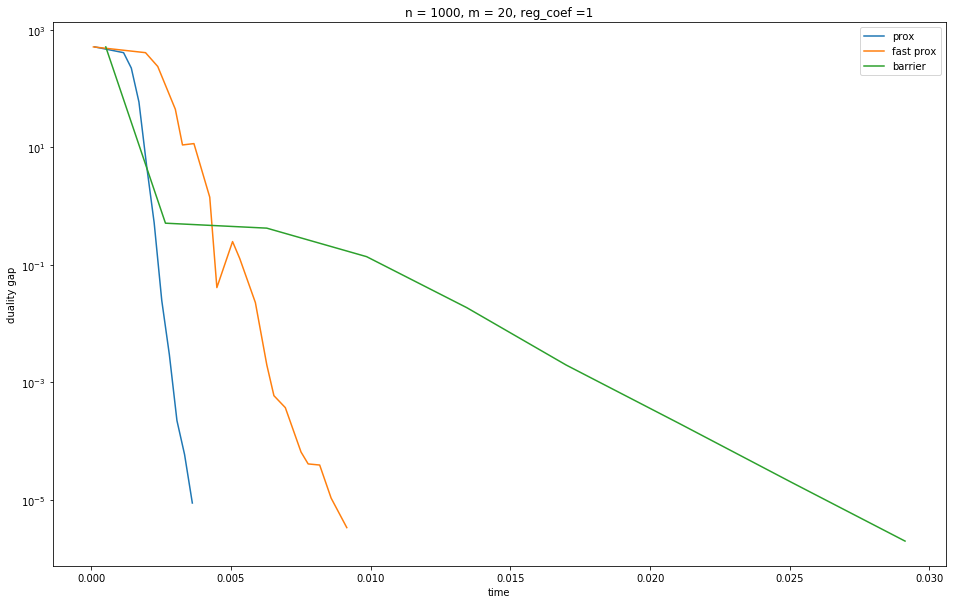 n = 1000, m = 20, reg_coef =1
prox
fast prox
barrier
duality gap
10³
10¹
10⁻¹
10⁻³
10⁻⁵
0.000
0.005
0.010
0.015
0.020
0.025
0.030
time